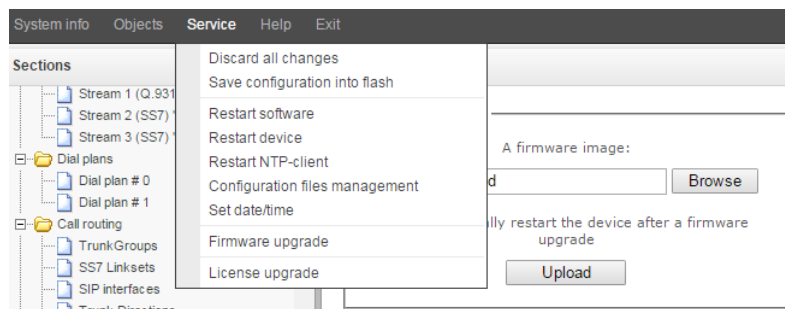 System info Objects Service Help Exit
Sections
Discard all changes
Save configuration into flash
Restart software
Restart device
Restart NTP-client
Configuration files management
Set date/time
Firmware upgrade
License upgrade
Stream 1 (Q.931
Stream 2 (SS7)
Stream 3 (SS7)
Dial plans
Dial plan # 0
Dial plan # 1
Call routing
TrunkGroups
SS7 Linksets
SIP interfaces
Trunk Directions
A firmware image:
d Browse
lly restart the device after a firmware
upgrade
Upload